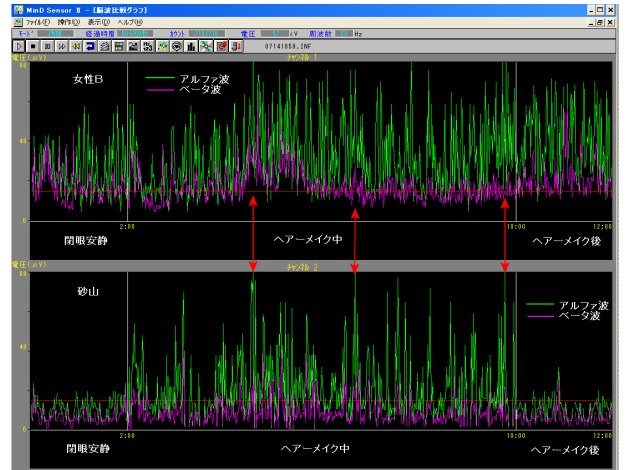 MinD Sensor II - [脳波比較グラフ]
ファイル(F) 操作(O) 表示(D) ヘルプ(H)
モード 経過時間 カウント 電圧 μV 周波数 Hz
07141059.INF
電圧(μV) チャンネル 1
80
女性B
アルファ波
ベータ波
40
0
2:00 10:00 12:00
閉眼安静 ヘアーメイク中 ヘアーメイク後
電圧(μV) チャンネル 2
80
砂山
アルファ波
ベータ波
40
0
2:00 10:00 12:00
閉眼安静 ヘアーメイク中 ヘアーメイク後